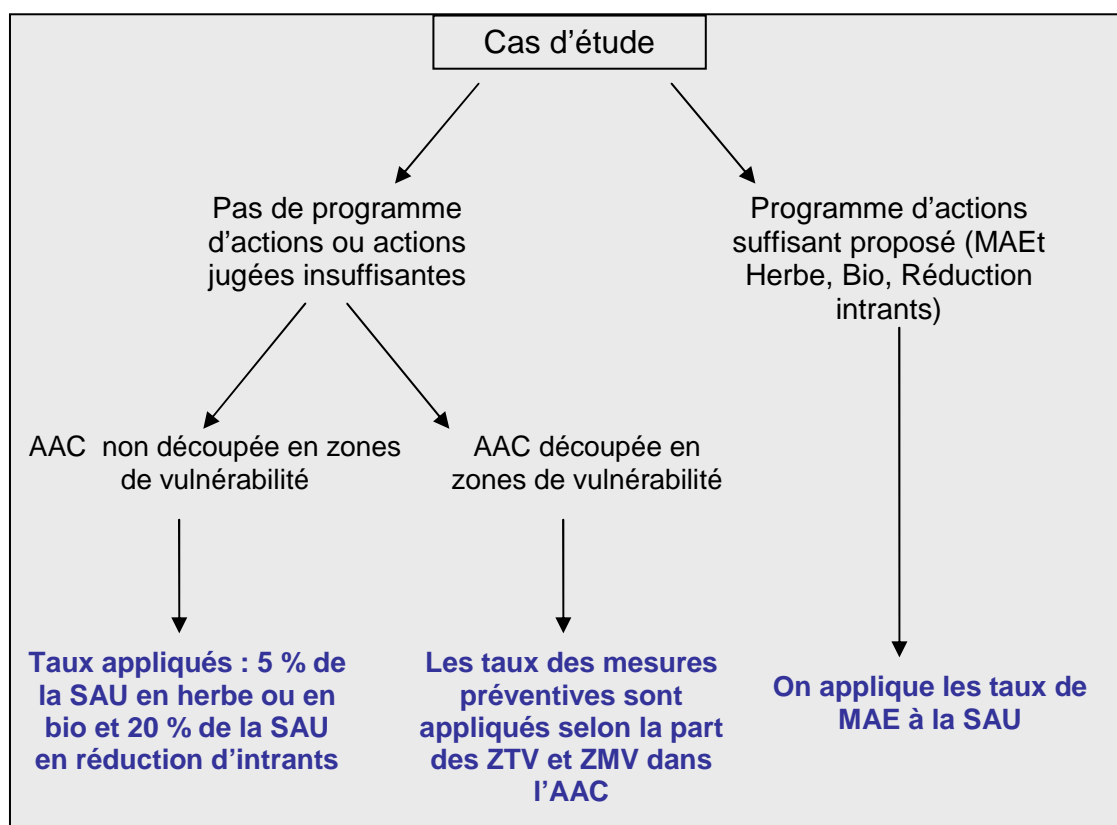 Cas d'étude
Pas de programme
d'actions ou actions
jugées insuffisantes
Programme d'actions
suffisant proposé (MAEt
Herbe, Bio, Réduction
intrants)
AAC non découpée en zones
de vulnérabilité
AAC découpée en
zones de vulnérabilité
Taux appliqués : 5 % de
la SAU en herbe ou en
bio et 20 % de la SAU
en réduction d'intrants
Les taux des mesures
préventives sont
appliqués selon la part
des ZTV et ZMV dans
l'AAC
On applique les taux de
MAE à la SAU